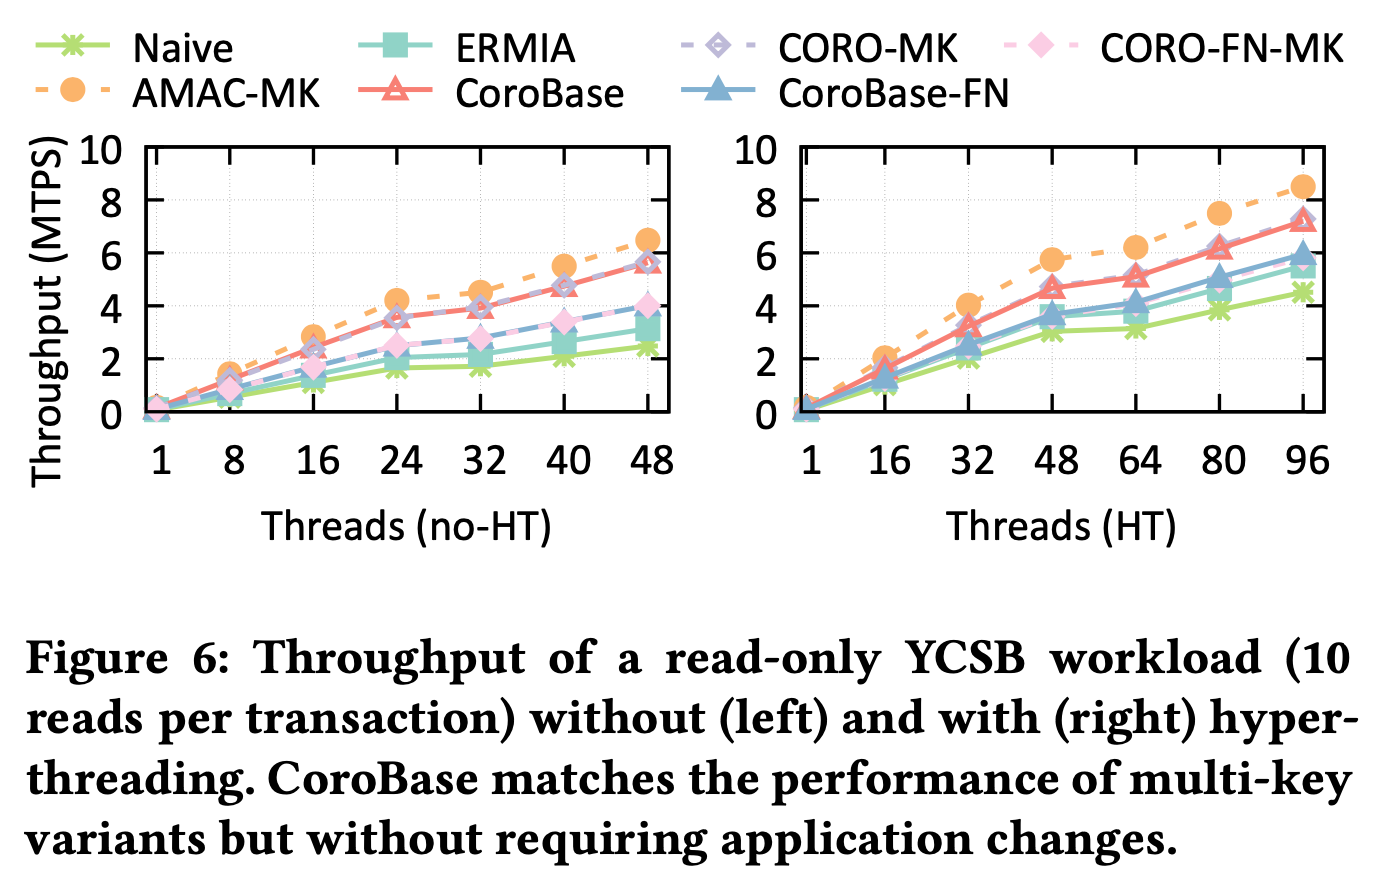 Naive ERMIA CORO-MK CORO-FN-MK
AMAC-MK CoroBase CoroBase-FN
Throughput (MTPS)
10
8
6
4
2
0
1 8 16 24 32 40 48
Threads (no-HT)
10
8
6
4
2
0
1 16 32 48 64 80 96
Threads (HT)
Figure 6: Throughput of a read-only YCSB workload (10
reads per transaction) without (left) and with (right) hyper-
threading. CoroBase matches the performance of multi-key
variants but without requiring application changes.